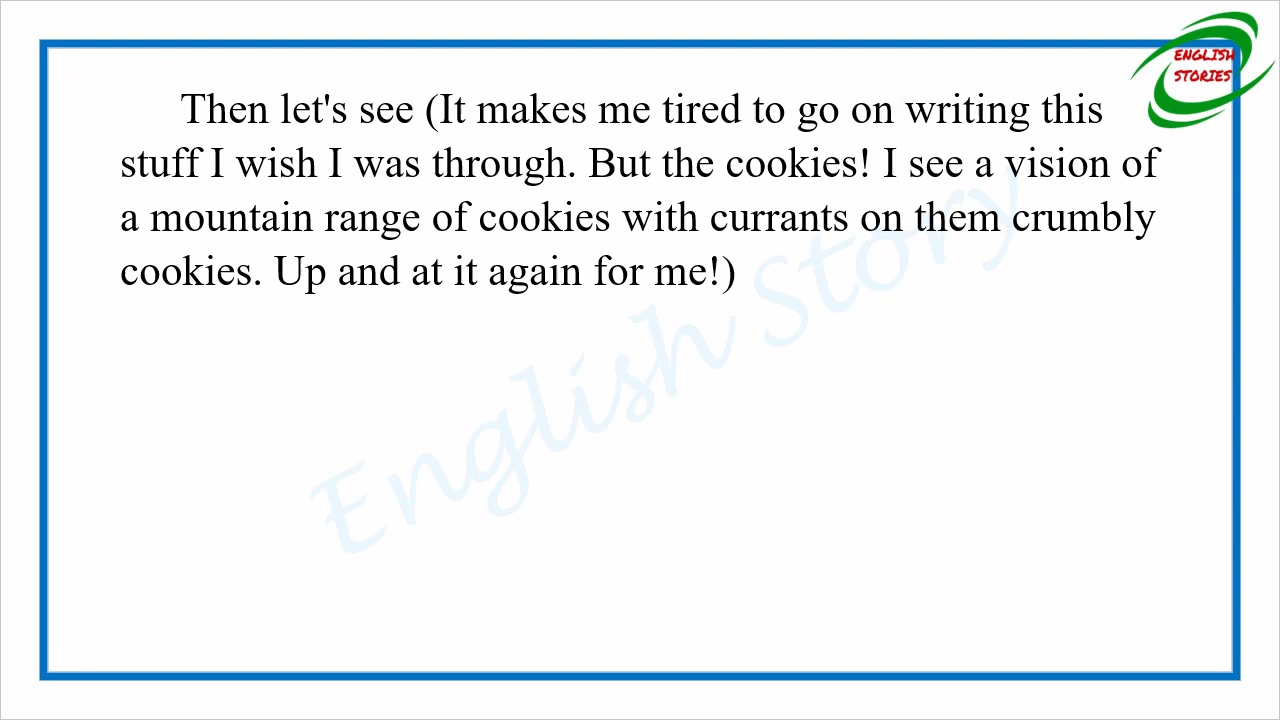 ENGLISH
STORIES
Then let's see (It makes me tired to go on writing this
stuff I wish I was through. But the cookies! I see a vision of
a mountain range of cookies with currants on them crumbly
cookies. Up and at it again for me!)
English Story